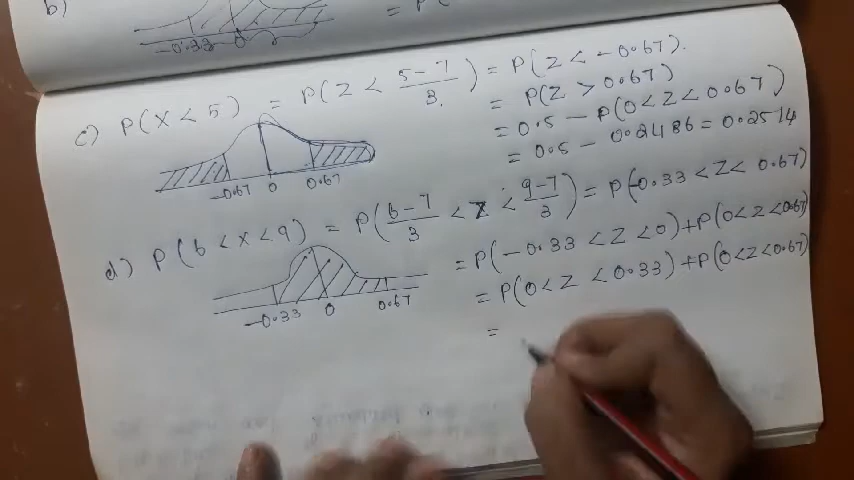 b)
= P(
-0.33 0
c) P(X < 5) = P(Z < 5-7/3) = P(Z < -0.67).
= P(Z > 0.67)
= 0.5 - P(0 < Z < 0.67)
= 0.5 - 0.2486 = 0.2514
-0.67 0 0.67
d) P(6 < X < 9) = P(6-7/3 < Z < 9-7/3) = P(-0.33 < Z < 0.67)
= P(-0.33 < Z < 0) + P(0 < Z < 0.67)
= P(0 < Z < 0.33) + P(0 < Z < 0.67)
-0.33 0 0.67
=